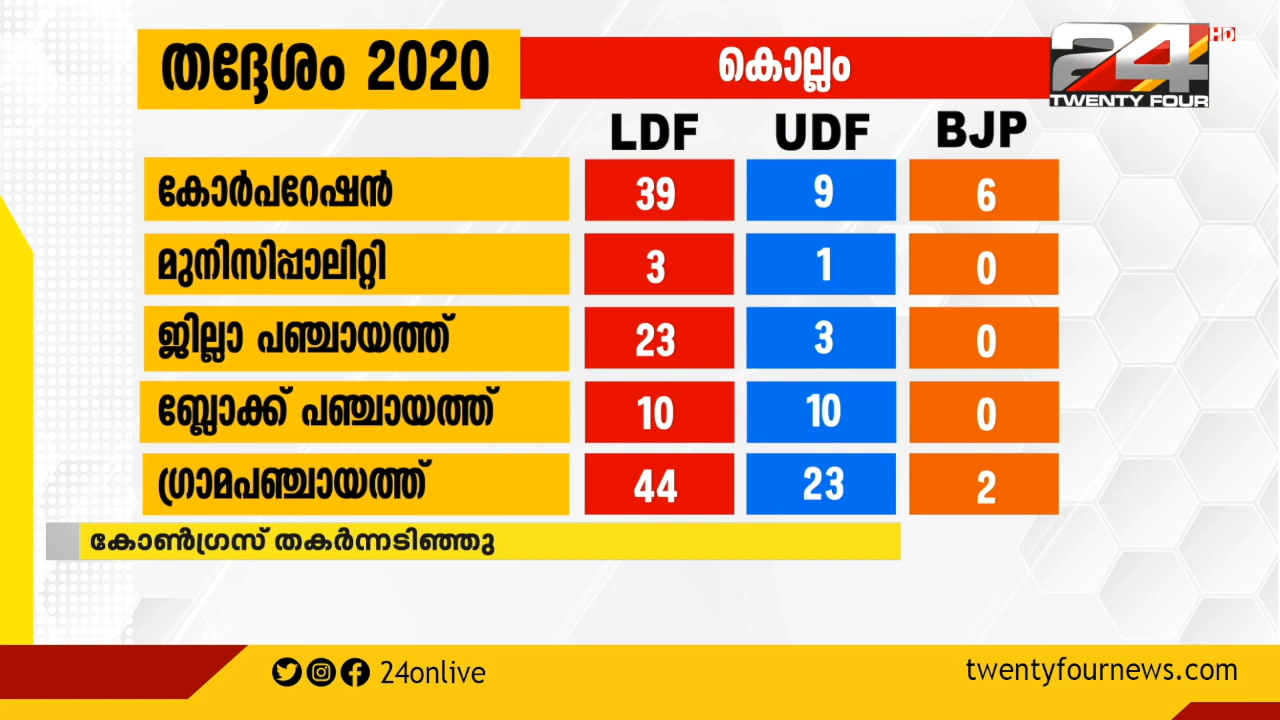 തദ്ദേശം 2020
കൊല്ലം
24 HD
TWENTY FOUR
LDF UDF BJP
കോർപറേഷൻ 39 9 6
മുനിസിപ്പാലിറ്റി 3 1 0
ജില്ലാ പഞ്ചായത്ത് 23 3 0
ബ്ലോക്ക് പഞ്ചായത്ത് 10 10 0
ഗ്രാമപഞ്ചായത്ത് 44 23 2
കോൺഗ്രസ് തകർന്നടിഞ്ഞു
24onlive
twentyfournews.com